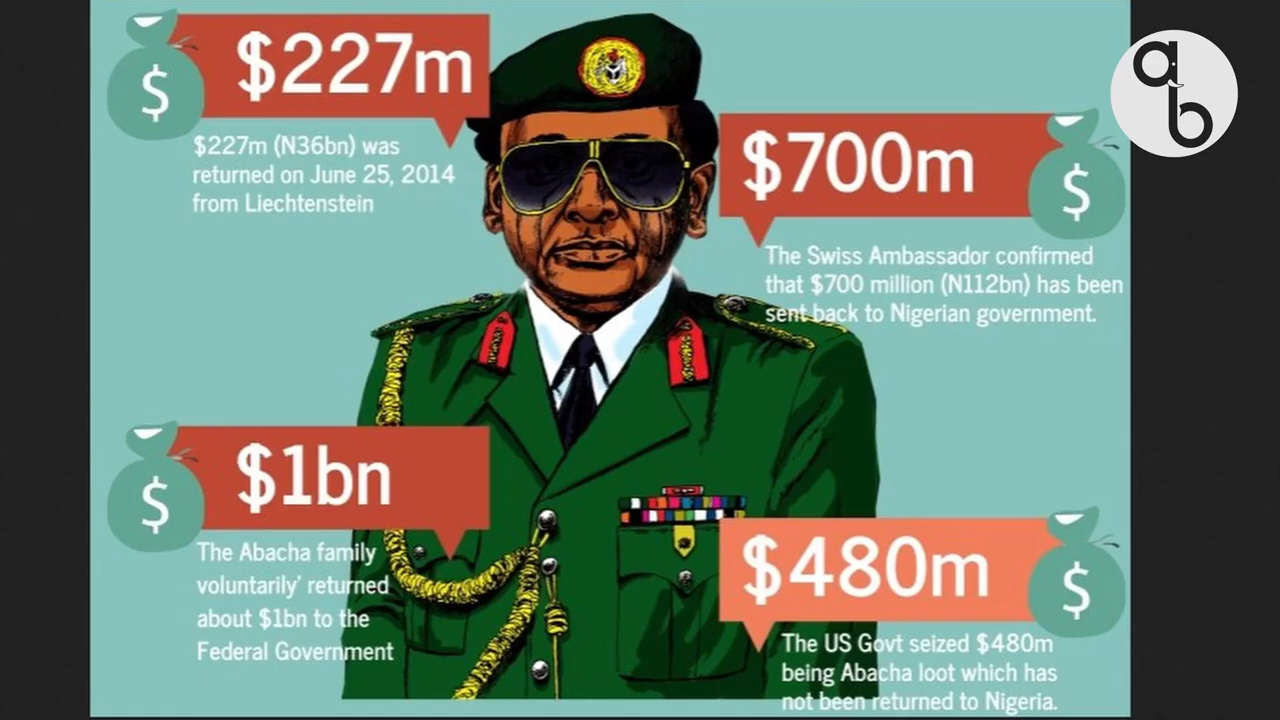 $227m
$227m (N36bn) was
returned on June 25, 2014
from Liechtenstein
$700m
The Swiss Ambassador confirmed
that $700 million (N112bn) has been
sent back to Nigerian government.
$1bn
The Abacha family
voluntarily' returned
about $1bn to the
Federal Government
$480m
The US Govt seized $480m
being Abacha loot which has
not been returned to Nigeria.
$
$
$
$
ab